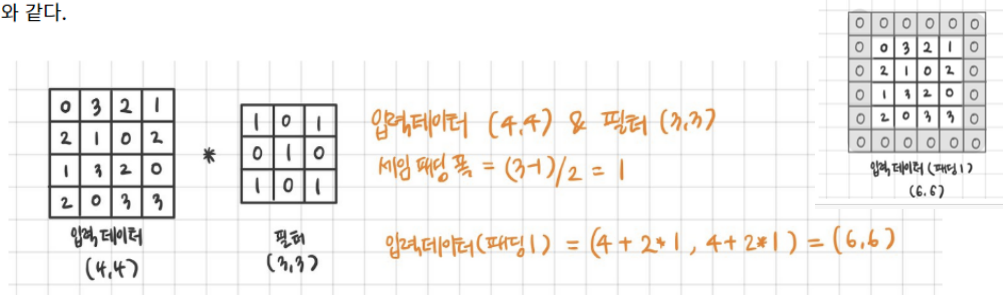 와 같다.
0 3 2 1
2 1 0 2
1 3 2 0
2 0 3 3
입력 데이터
(4,4)
*
1 0 1
0 1 0
1 0 1
필터
(3,3)
입력데이터 (4,4) & 필터 (3,3)
세임 패딩 폭 = (3-1)/2 = 1
입력데이터(패딩1) = (4+2*1, 4+2*1) = (6,6)
0 0 0 0 0 0
0 0 3 2 1 0
0 2 1 0 2 0
0 1 3 2 0 0
0 2 0 3 3 0
0 0 0 0 0 0
입력 데이터 (패딩1)
(6.6)